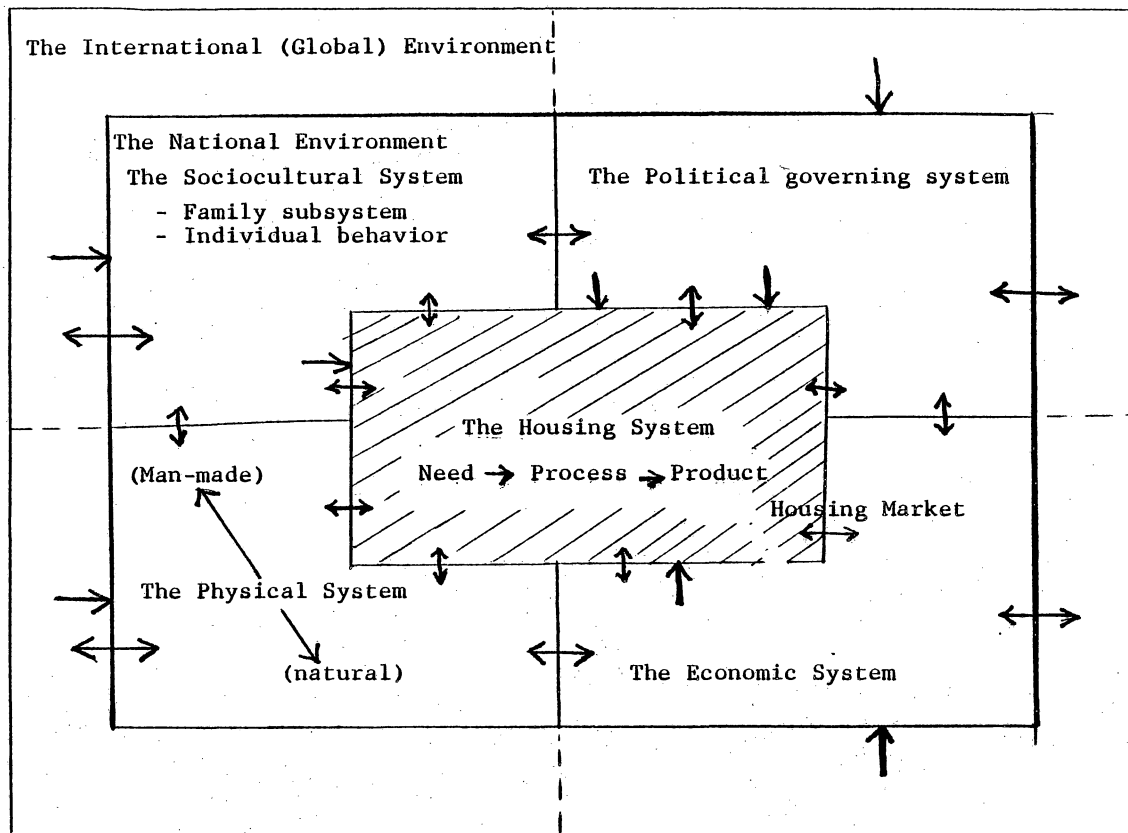 The International (Global) Environment
The National Environment
The Sociocultural System
- Family subsystem
- Individual behavior
The Political governing system
The Housing System
Need → Process → Product
(Man-made)
Housing Market
The Physical System
(natural)
The Economic System